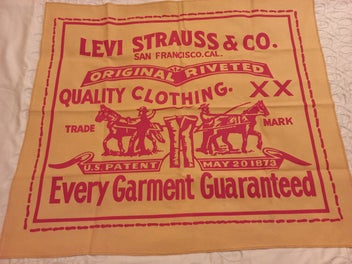 LEVI STRAUSS & CO.
SAN FRANCISCO, CAL.
ORIGINAL RIVETED
QUALITY CLOTHING. XX
TRADE MARK
U.S. PATENT MAY 20 1873
Every Garment Guaranteed